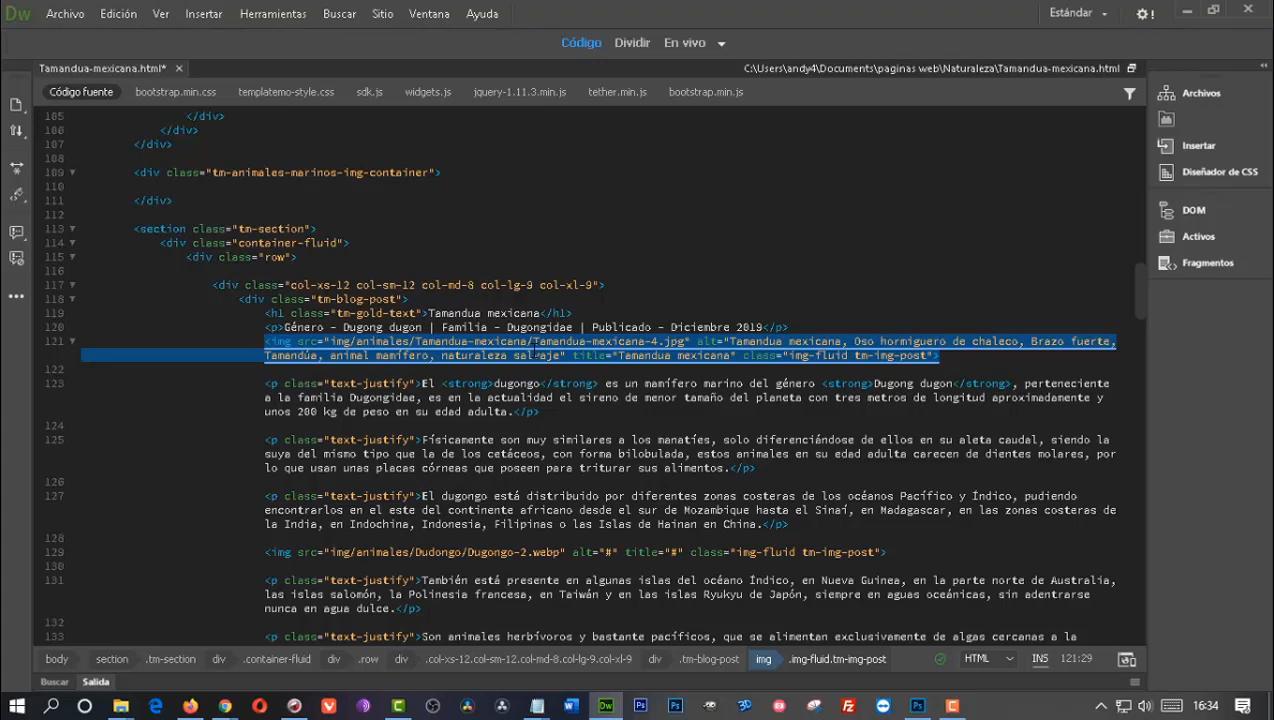 Dw Archivo Edición Ver Insertar Herramientas Buscar Sitio Ventana Ayuda Estándar
Código Dividir En vivo
Tamandua-mexicana.html* C:\Users\andy4\Documents\paginas web\Naturaleza\Tamandua-mexicana.html
Código fuente bootstrap.min.css templatemo-style.css sdk.js widgets.js jquery-1.11.3.min.js tether.min.js bootstrap.min.js
Archivos
Insertar
Diseñador de CSS
DOM
Activos
Fragmentos
105 </div>
106 </div>
107 </div>
108
109 <div class="tm-animales-marinos-img-container">
110
111 </div>
112
113 <section class="tm-section">
114 <div class="container-fluid">
115 <div class="row">
116
117 <div class="col-xs-12 col-sm-12 col-md-8 col-lg-9 col-xl-9">
118 <div class="tm-blog-post">
119 <h1 class="tm-gold-text">Tamandua mexicana</h1>
120 <p>Género - Dugong dugon | Familia - Dugongidae | Publicado - Diciembre 2019</p>
121 <img src="img/animales/Tamandua-mexicana/Tamandua-mexicana-4.jpg" alt="Tamandua mexicana, Oso hormiguero de chaleco, Brazo fuerte,
Tamandúa, animal mamífero, naturaleza salvaje" title="Tamandua mexicana" class="img-fluid tm-img-post">
122
123 <p class="text-justify">El <strong>dugongo</strong> es un mamífero marino del género <strong>Dugong dugon</strong>, perteneciente
a la familia Dugongidae, es en la actualidad el sireno de menor tamaño del planeta con tres metros de longitud aproximadamente y
unos 200 kg de peso en su edad adulta.</p>
124
125 <p class="text-justify">Físicamente son muy similares a los manatíes, solo diferenciándose de ellos en su aleta caudal, siendo la
suya del mismo tipo que la de los cetáceos, con forma bilobulada, estos animales en su edad adulta carecen de dientes molares, por
lo que usan unas placas córneas que poseen para triturar sus alimentos.</p>
126
127 <p class="text-justify">El dugongo está distribuido por diferentes zonas costeras de los océanos Pacífico y Índico, pudiendo
encontrarlos en el este del continente africano desde el sur de Mozambique hasta el Sinaí, en Madagascar, en las zonas costeras de
la India, en Indochina, Indonesia, Filipinas o las Islas de Hainan en China.</p>
128
129 <img src="img/animales/Dudongo/Dugongo-2.webp" alt="#" title="#" class="img-fluid tm-img-post">
130
131 <p class="text-justify">También está presente en algunas islas del océano Índico, en Nueva Guinea, en la parte norte de Australia,
las islas salomón, la Polinesia francesa, en Taiwán y en las islas Ryukyu de Japón, siempre en aguas oceánicas, sin adentrarse
nunca en agua dulce.</p>
132
133 <p class="text-justify">Son animales herbívoros y bastante pacíficos, que se alimentan exclusivamente de algas cercanas a la
body section .tm-section div .container-fluid div .row div .col-xs-12.col-sm-12.col-md-8.col-lg-9.col-xl-9 div .tm-blog-post img .img-fluid.tm-img-post HTML INS 121:29
Buscar Salida
Dw Ps Ps Fz Ps 16:34